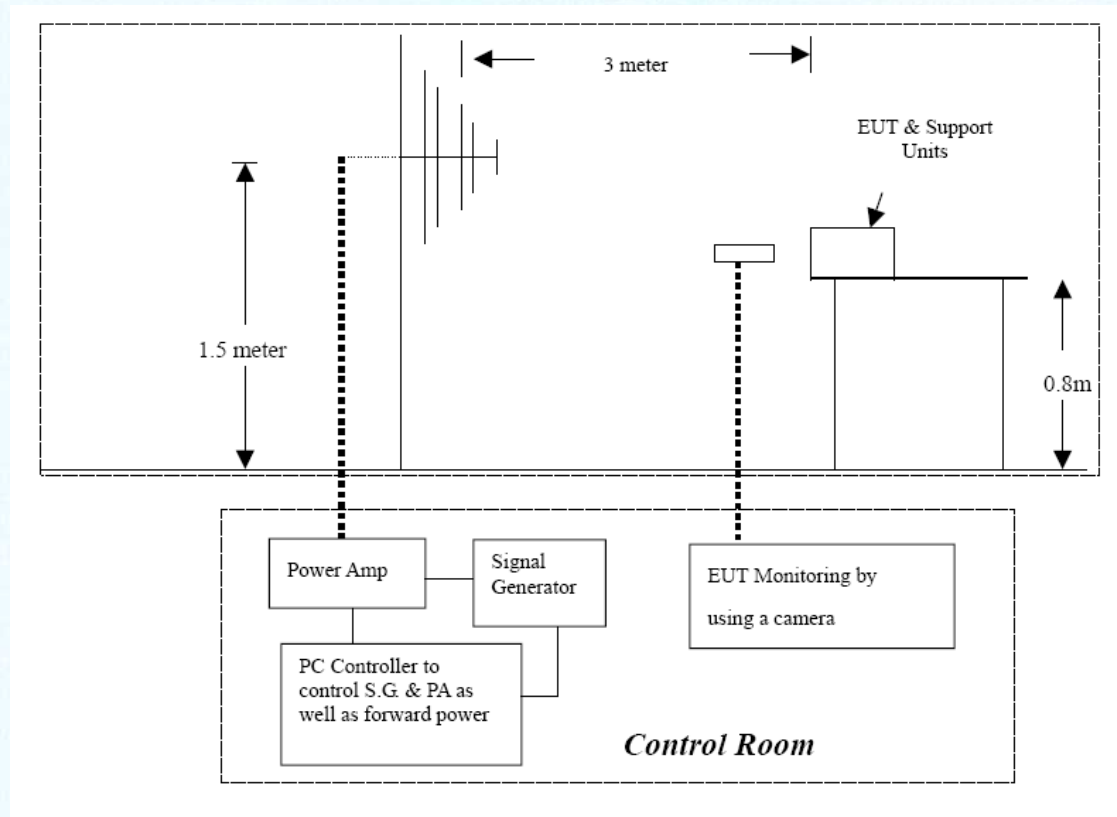 3 meter
EUT & Support
Units
1.5 meter
0.8m
Power Amp
Signal
Generator
EUT Monitoring by
using a camera
PC Controller to
control S.G. & PA as
well as forward power
Control Room